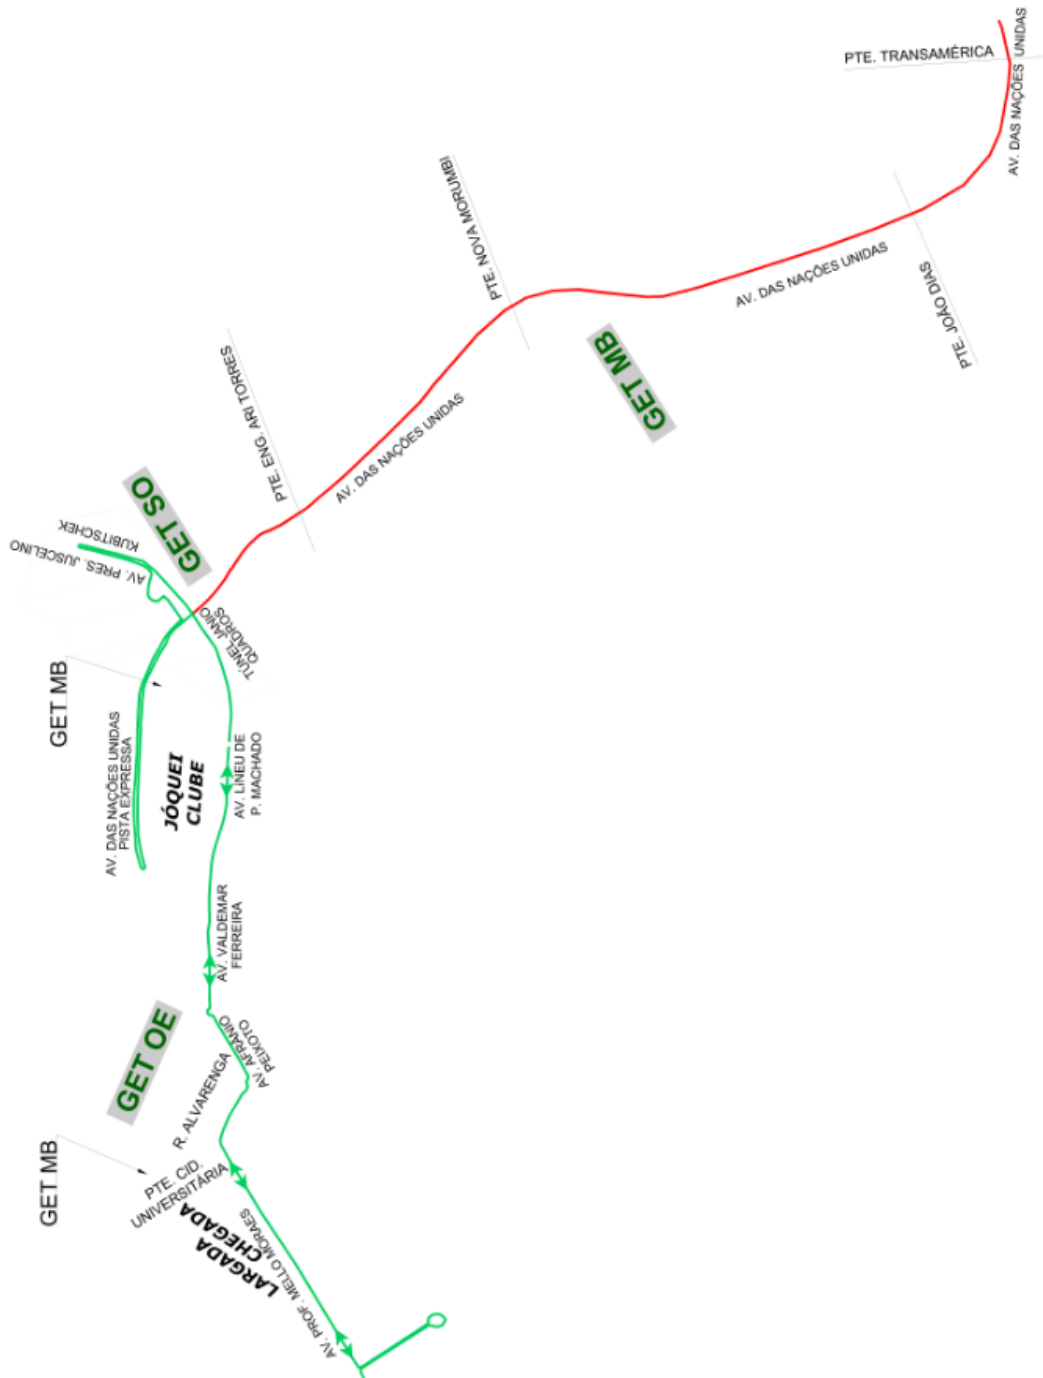 PTE. TRANSAMÉRICA
AV. DAS NAÇÕES UNIDAS
PTE. NOVA MORUMBI
AV. DAS NAÇÕES UNIDAS
PTE. JOÃO DIAS
GET MB
PTE. ENG. ARI TORRES
AV. DAS NAÇÕES UNIDAS
GET SO
AV. PRES. JUSCELINO
KUBITSCHEK
TÚNEL JANIO
QUADROS
GET MB
AV. DAS NAÇÕES UNIDAS
PISTA EXPRESSA
JÓQUEI
CLUBE
AV. LINEU DE
P. MACHADO
AV. VALDEMAR
FERREIRA
GET OE
AV. AFRANIO
PEIXOTO
R. ALVARENGA
GET MB
PTE. CID.
UNIVERSITÁRIA
LARGADA
CHEGADA
AV. PROF. MELLO MORAES